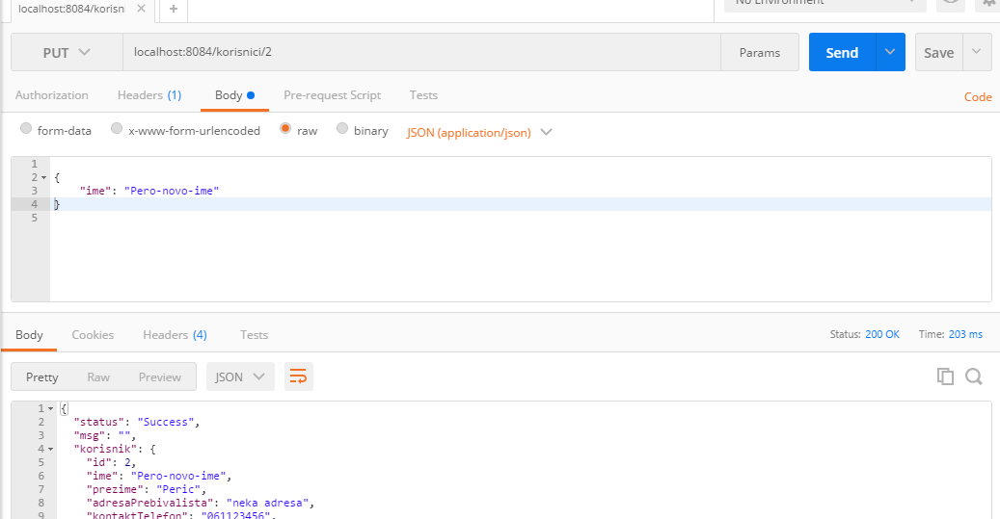 localhost:8084/korisn
No Environment
PUT localhost:8084/korisnici/2 Params Send Save
Authorization Headers (1) Body Pre-request Script Tests Code
form-data x-www-form-urlencoded raw binary JSON (application/json)
1
2 {
3 "ime": "Pero-novo-ime"
4 }
5
Body Cookies Headers (4) Tests Status: 200 OK Time: 203 ms
Pretty Raw Preview JSON
1 {
2 "status": "Success",
3 "msg": "",
4 "korisnik": {
5 "id": 2,
6 "ime": "Pero-novo-ime",
7 "prezime": "Peric",
8 "adresaPrebivalista": "neka adresa",
9 "kontaktTelefon": "061123456",